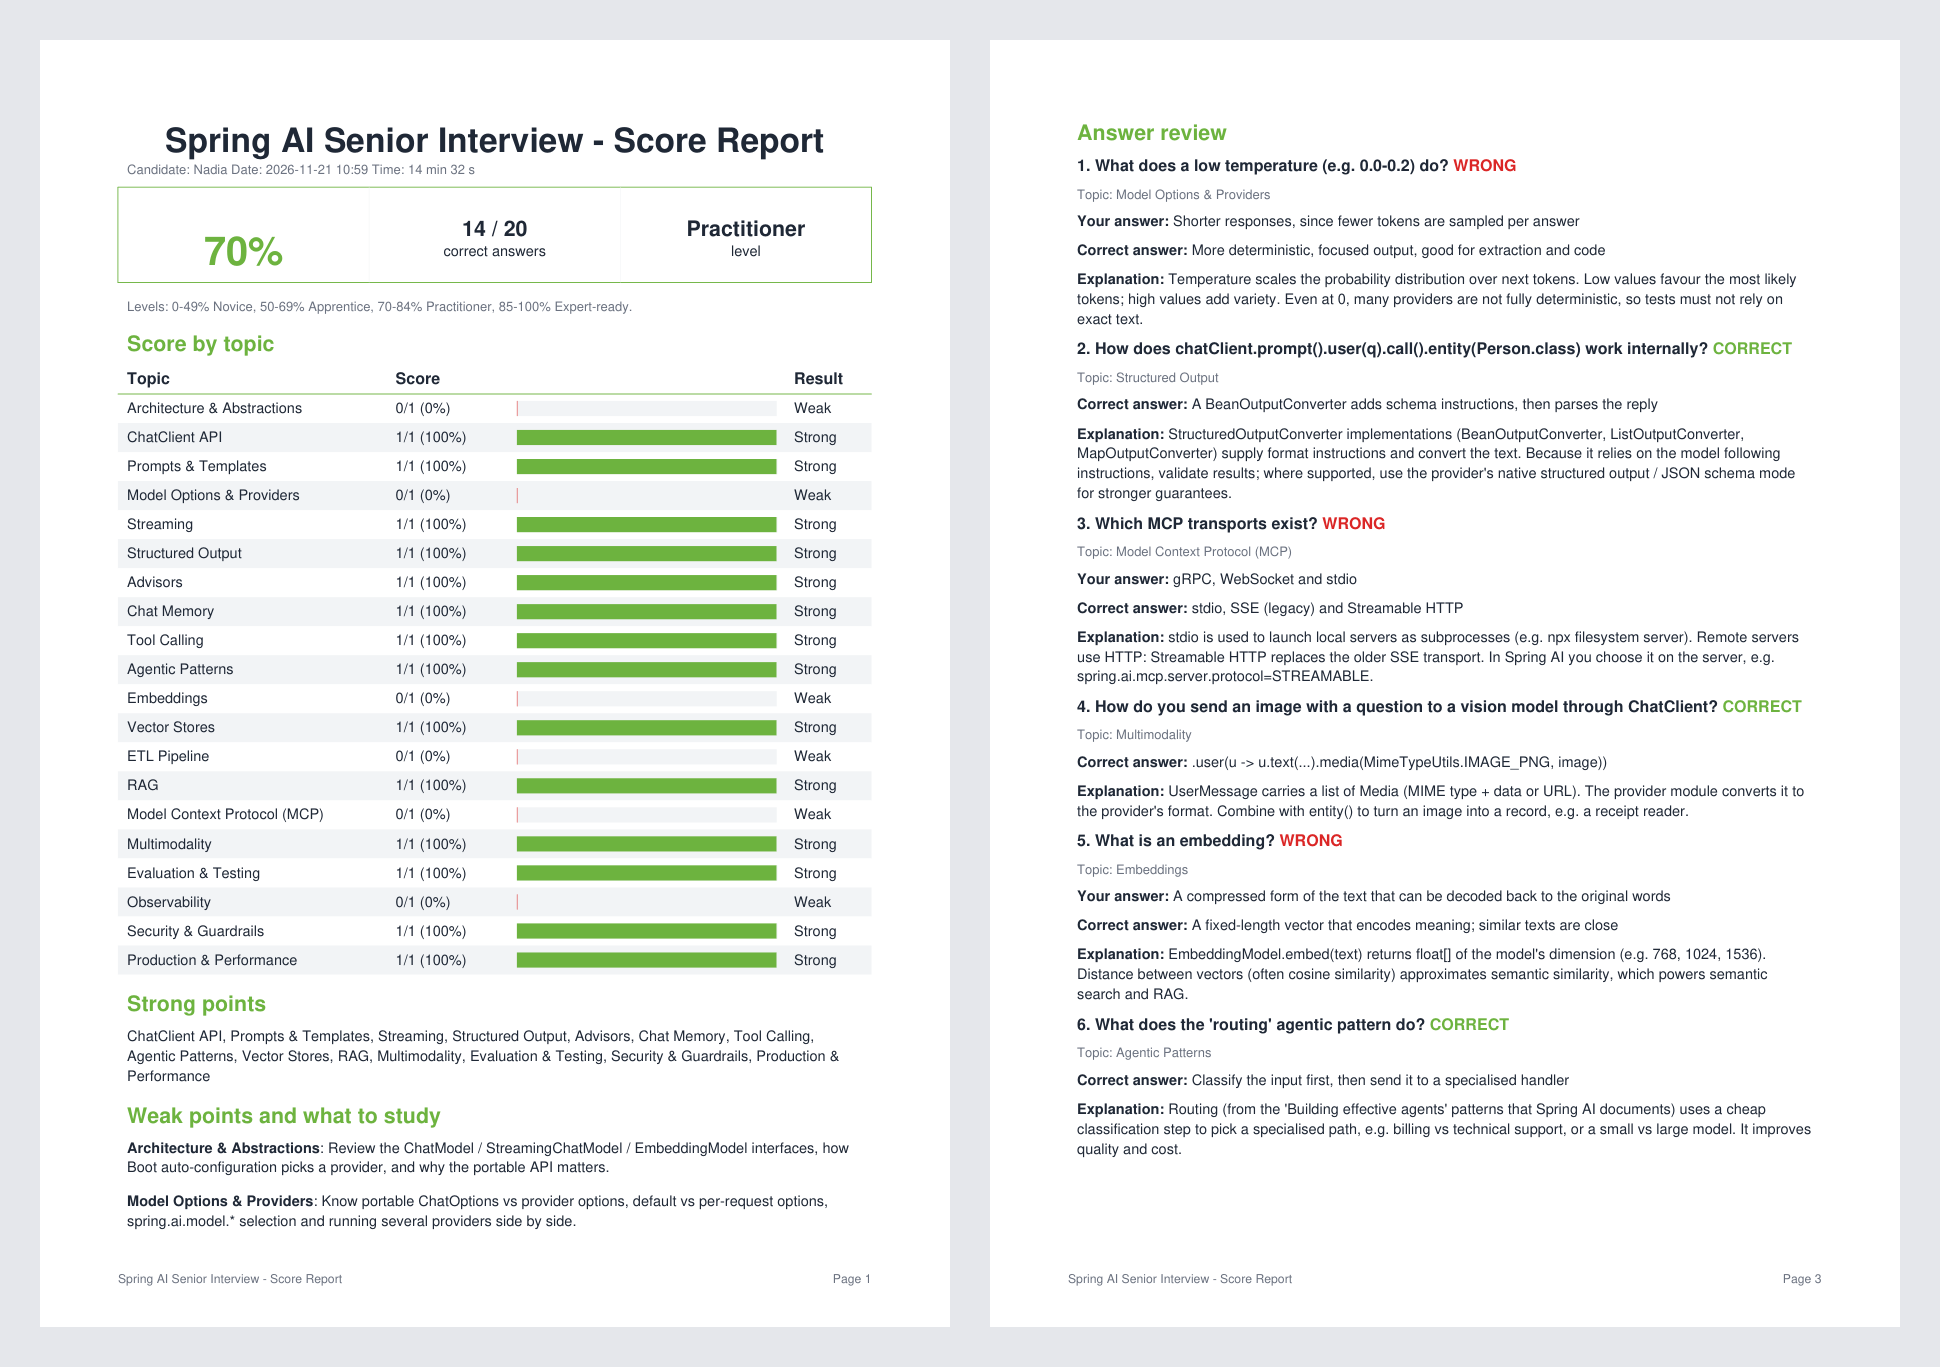 Spring AI Senior Interview - Score Report
Candidate: Nadia Date: 2026-11-21 10:59 Time: 14 min 32 s
70%
14 / 20
correct answers
Practitioner
level
Levels: 0-49% Novice, 50-69% Apprentice, 70-84% Practitioner, 85-100% Expert-ready.
Score by topic
Topic Score Result
Architecture & Abstractions 0/1 (0%) Weak
ChatClient API 1/1 (100%) Strong
Prompts & Templates 1/1 (100%) Strong
Model Options & Providers 0/1 (0%) Weak
Streaming 1/1 (100%) Strong
Structured Output 1/1 (100%) Strong
Advisors 1/1 (100%) Strong
Chat Memory 1/1 (100%) Strong
Tool Calling 1/1 (100%) Strong
Agentic Patterns 1/1 (100%) Strong
Embeddings 0/1 (0%) Weak
Vector Stores 1/1 (100%) Strong
ETL Pipeline 0/1 (0%) Weak
RAG 1/1 (100%) Strong
Model Context Protocol (MCP) 0/1 (0%) Weak
Multimodality 1/1 (100%) Strong
Evaluation & Testing 1/1 (100%) Strong
Observability 0/1 (0%) Weak
Security & Guardrails 1/1 (100%) Strong
Production & Performance 1/1 (100%) Strong
Strong points
ChatClient API, Prompts & Templates, Streaming, Structured Output, Advisors, Chat Memory, Tool Calling,
Agentic Patterns, Vector Stores, RAG, Multimodality, Evaluation & Testing, Security & Guardrails, Production &
Performance
Weak points and what to study
Architecture & Abstractions: Review the ChatModel / StreamingChatModel / EmbeddingModel interfaces, how
Boot auto-configuration picks a provider, and why the portable API matters.
Model Options & Providers: Know portable ChatOptions vs provider options, default vs per-request options,
spring.ai.model.* selection and running several providers side by side.
Spring AI Senior Interview - Score Report Page 1
Answer review
1. What does a low temperature (e.g. 0.0-0.2) do? WRONG
Topic: Model Options & Providers
Your answer: Shorter responses, since fewer tokens are sampled per answer
Correct answer: More deterministic, focused output, good for extraction and code
Explanation: Temperature scales the probability distribution over next tokens. Low values favour the most likely
tokens; high values add variety. Even at 0, many providers are not fully deterministic, so tests must not rely on
exact text.
2. How does chatClient.prompt().user(q).call().entity(Person.class) work internally? CORRECT
Topic: Structured Output
Correct answer: A BeanOutputConverter adds schema instructions, then parses the reply
Explanation: StructuredOutputConverter implementations (BeanOutputConverter, ListOutputConverter,
MapOutputConverter) supply format instructions and convert the text. Because it relies on the model following
instructions, validate results; where supported, use the provider's native structured output / JSON schema mode
for stronger guarantees.
3. Which MCP transports exist? WRONG
Topic: Model Context Protocol (MCP)
Your answer: gRPC, WebSocket and stdio
Correct answer: stdio, SSE (legacy) and Streamable HTTP
Explanation: stdio is used to launch local servers as subprocesses (e.g. npx filesystem server). Remote servers
use HTTP: Streamable HTTP replaces the older SSE transport. In Spring AI you choose it on the server, e.g.
spring.ai.mcp.server.protocol=STREAMABLE.
4. How do you send an image with a question to a vision model through ChatClient? CORRECT
Topic: Multimodality
Correct answer: .user(u -> u.text(...).media(MimeTypeUtils.IMAGE_PNG, image))
Explanation: UserMessage carries a list of Media (MIME type + data or URL). The provider module converts it to
the provider's format. Combine with entity() to turn an image into a record, e.g. a receipt reader.
5. What is an embedding? WRONG
Topic: Embeddings
Your answer: A compressed form of the text that can be decoded back to the original words
Correct answer: A fixed-length vector that encodes meaning; similar texts are close
Explanation: EmbeddingModel.embed(text) returns float[] of the model's dimension (e.g. 768, 1024, 1536).
Distance between vectors (often cosine similarity) approximates semantic similarity, which powers semantic
search and RAG.
6. What does the 'routing' agentic pattern do? CORRECT
Topic: Agentic Patterns
Correct answer: Classify the input first, then send it to a specialised handler
Explanation: Routing (from the 'Building effective agents' patterns that Spring AI documents) uses a cheap
classification step to pick a specialised path, e.g. billing vs technical support, or a small vs large model. It improves
quality and cost.
Spring AI Senior Interview - Score Report Page 3